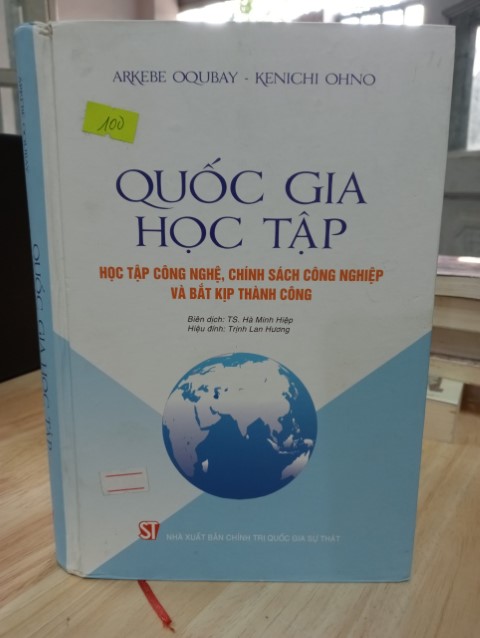 ARKEBE OQUBAY - KENICHI OHNO
100
QUỐC GIA
HỌC TẬP
HỌC TẬP CÔNG NGHỆ, CHÍNH SÁCH CÔNG NGHIỆP
VÀ BẮT KỊP THÀNH CÔNG
Biên dịch: TS. Hà Minh Hiệp
Hiệu đính: Trịnh Lan Hương
ST
NHÀ XUẤT BẢN CHÍNH TRỊ QUỐC GIA SỰ THẬT
QUỐC GIA HỌC TẬP